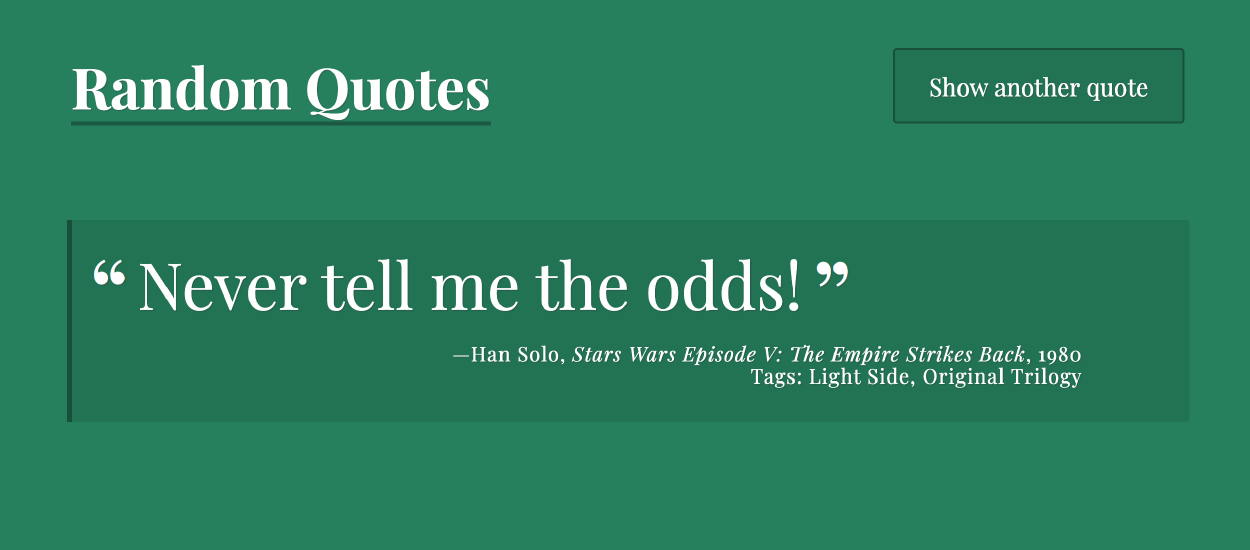 Random Quotes
Show another quote
“ Never tell me the odds! ”
—Han Solo, Stars Wars Episode V: The Empire Strikes Back, 1980
Tags: Light Side, Original Trilogy